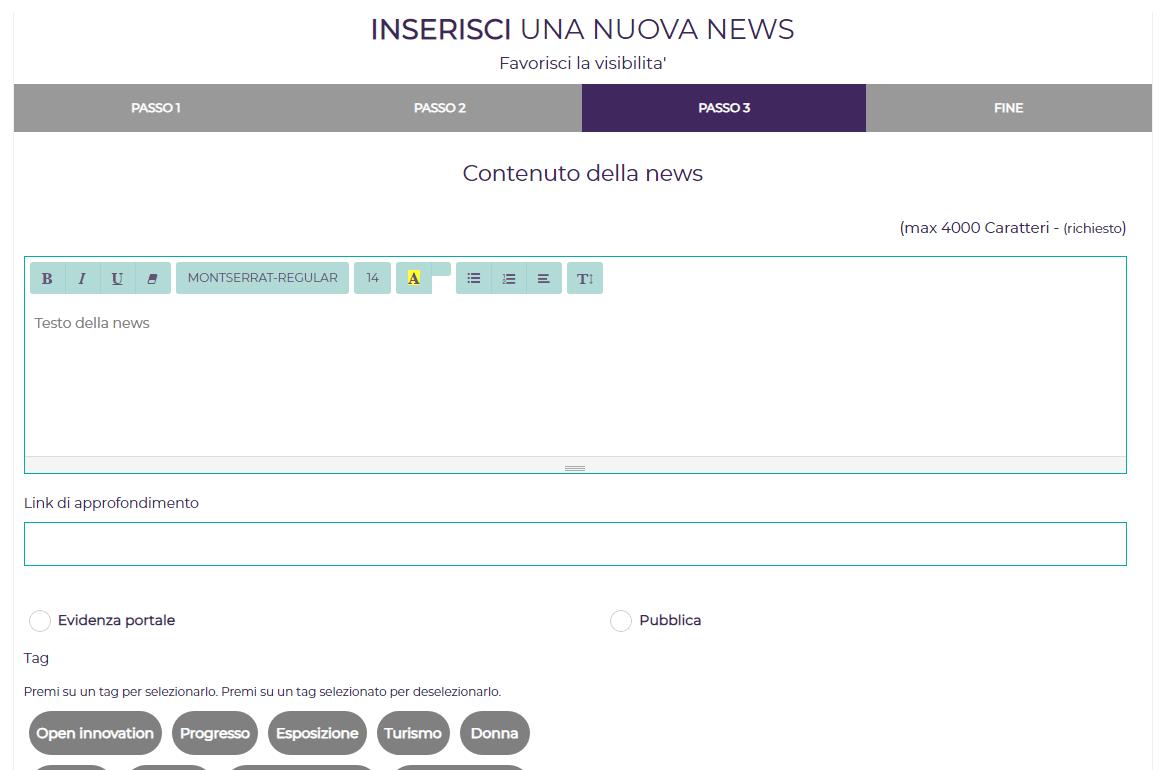 INSERISCI UNA NUOVA NEWS
Favorisci la visibilita'
PASSO 1 PASSO 2 PASSO 3 FINE
Contenuto della news
(max 4000 Caratteri - (richiesto)
B I U MONTSERRAT-REGULAR 14 A T
Testo della news
Link di approfondimento
Evidenza portale Pubblica
Tag
Premi su un tag per selezionarlo. Premi su un tag selezionato per deselezionarlo.
Open innovation Progresso Esposizione Turismo Donna